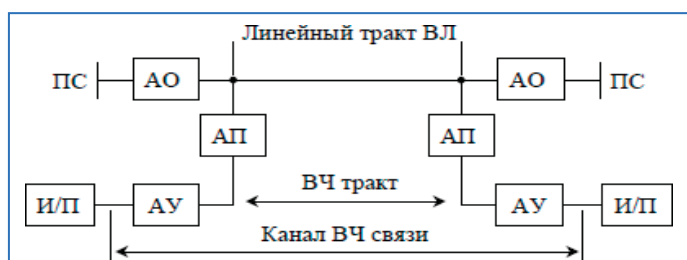 Линейный тракт ВЛ
ПС АО АО ПС
АП АП
ВЧ тракт
И/П АУ АУ И/П
Канал ВЧ связи